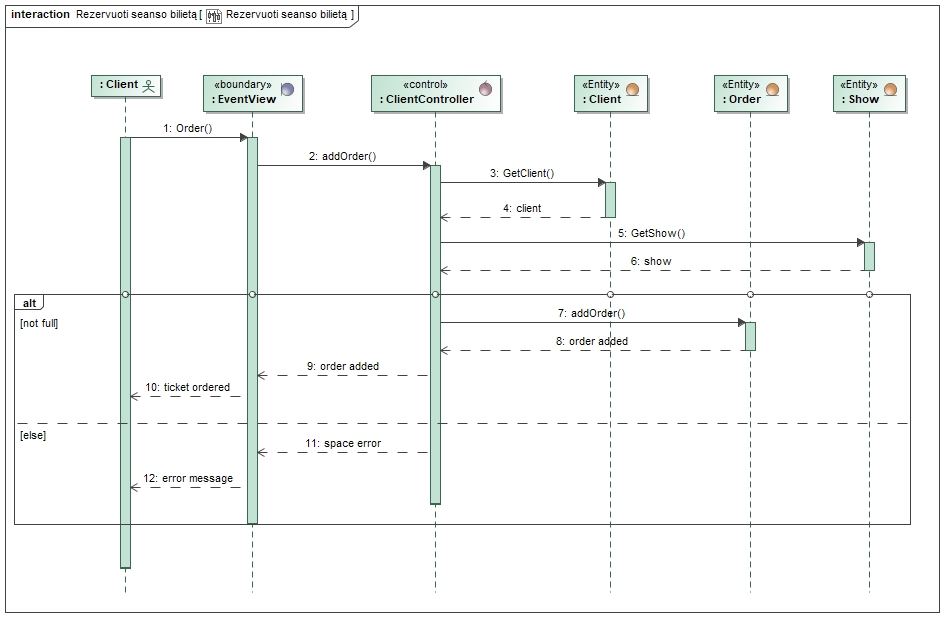 interaction Rezervuoti seanso bilietą [ Rezervuoti seanso bilietą ]
: Client
«boundary»
: EventView
«control»
: ClientController
«Entity»
: Client
«Entity»
: Order
«Entity»
: Show
1: Order()
2: addOrder()
3: GetClient()
4: client
5: GetShow()
6: show
alt
[not full]
7: addOrder()
8: order added
9: order added
10: ticket ordered
[else]
11: space error
12: error message